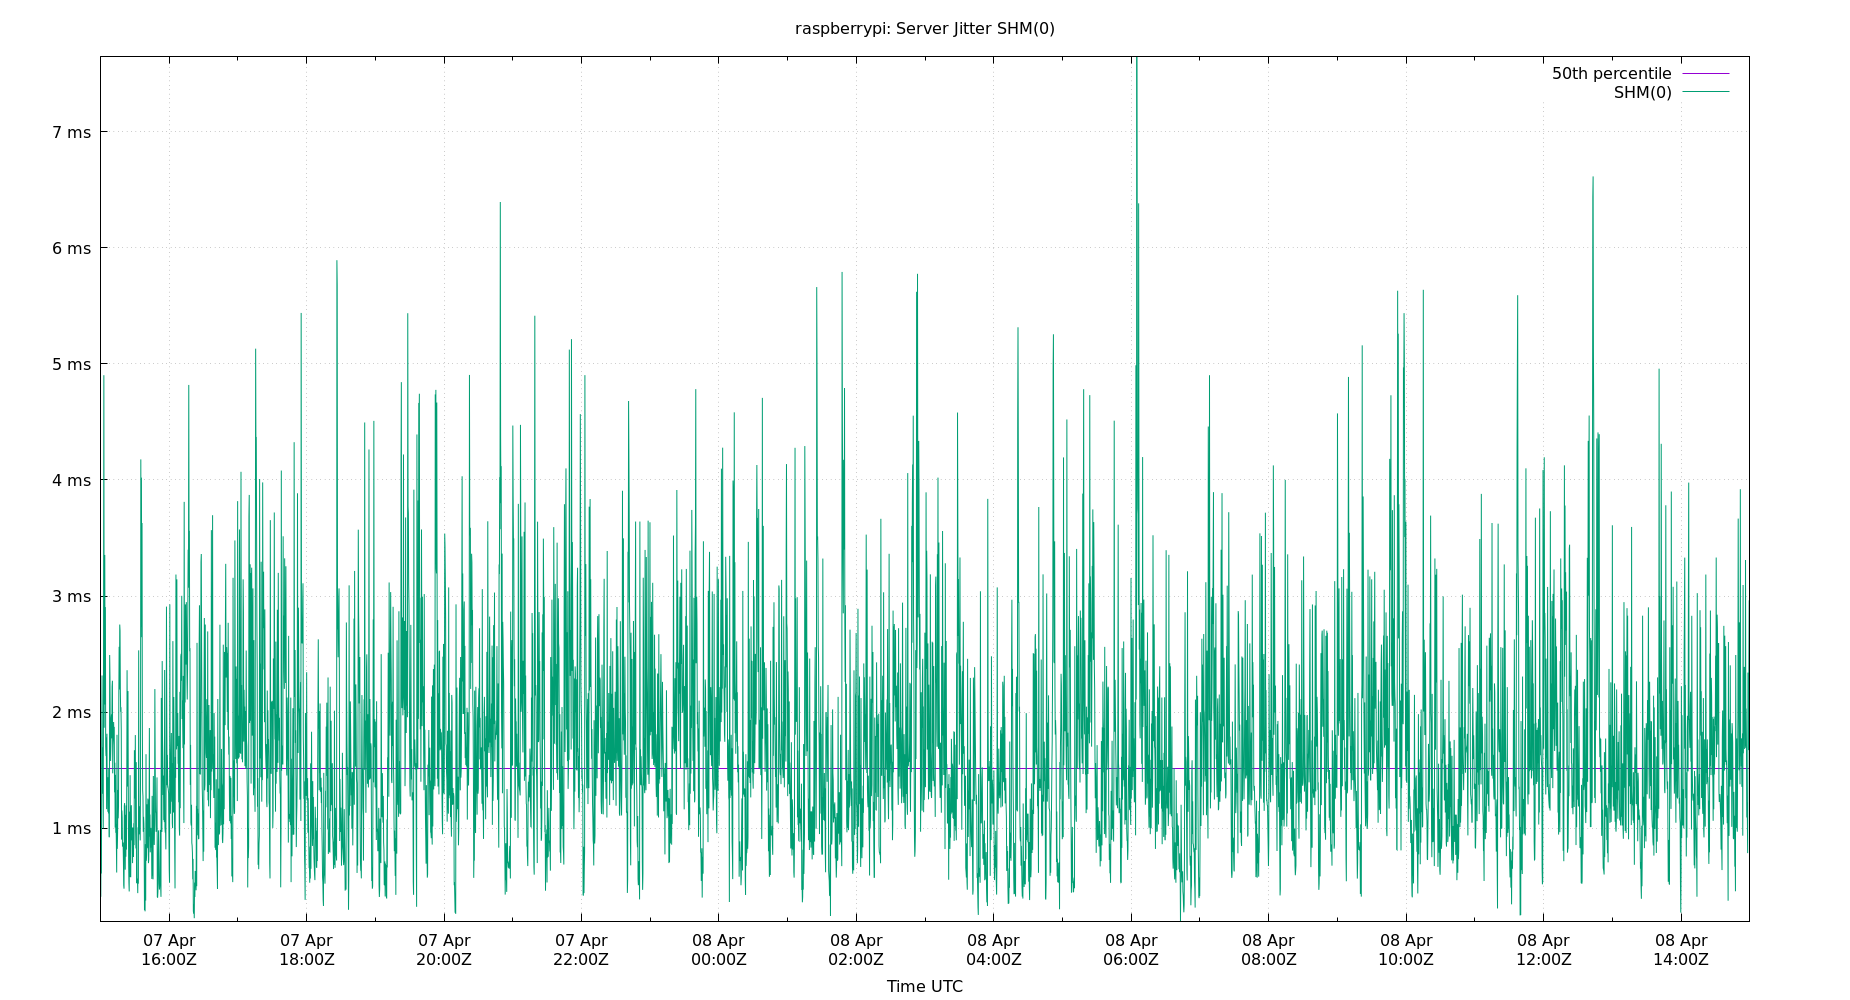 raspberrypi: Server Jitter SHM(0)
50th percentile
SHM(0)
7 ms
6 ms
5 ms
4 ms
3 ms
2 ms
1 ms
07 Apr 07 Apr 07 Apr 07 Apr 08 Apr 08 Apr 08 Apr 08 Apr 08 Apr 08 Apr 08 Apr 08 Apr
16:00Z 18:00Z 20:00Z 22:00Z 00:00Z 02:00Z 04:00Z 06:00Z 08:00Z 10:00Z 12:00Z 14:00Z
Time UTC